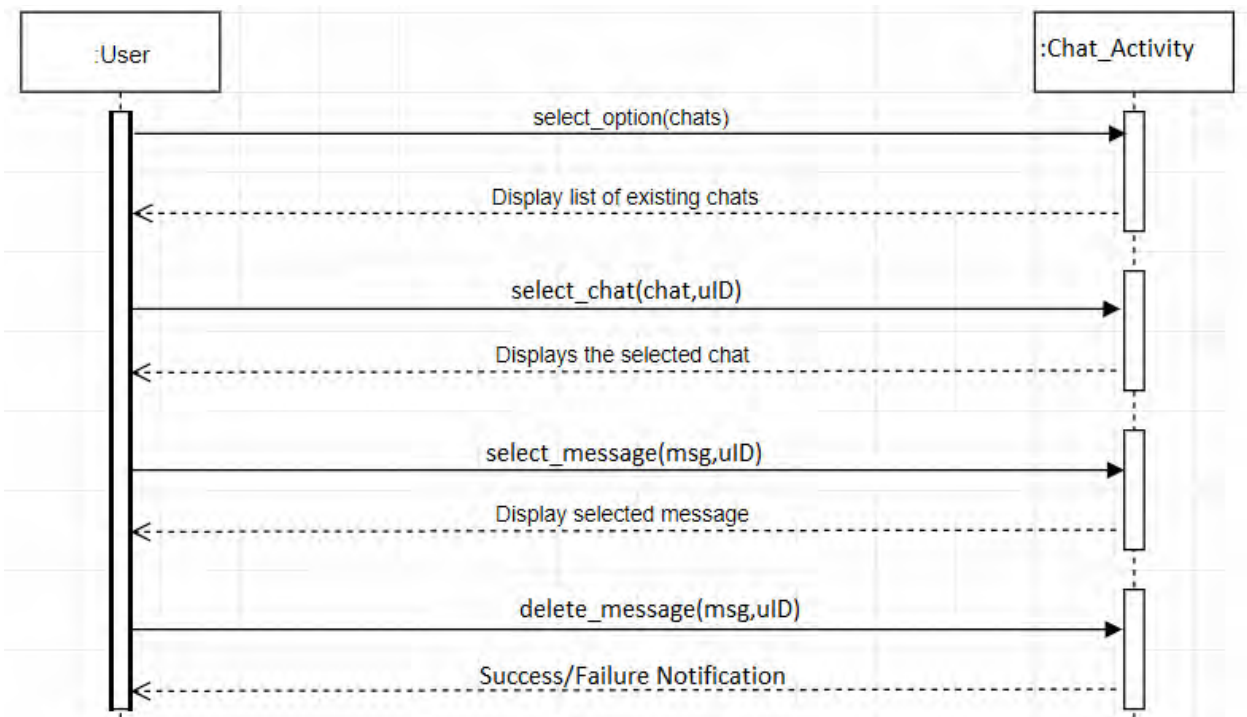 :User
:Chat_Activity
select_option(chats)
Display list of existing chats
select_chat(chat,uID)
Displays the selected chat
select_message(msg,uID)
Display selected message
delete_message(msg,uID)
Success/Failure Notification